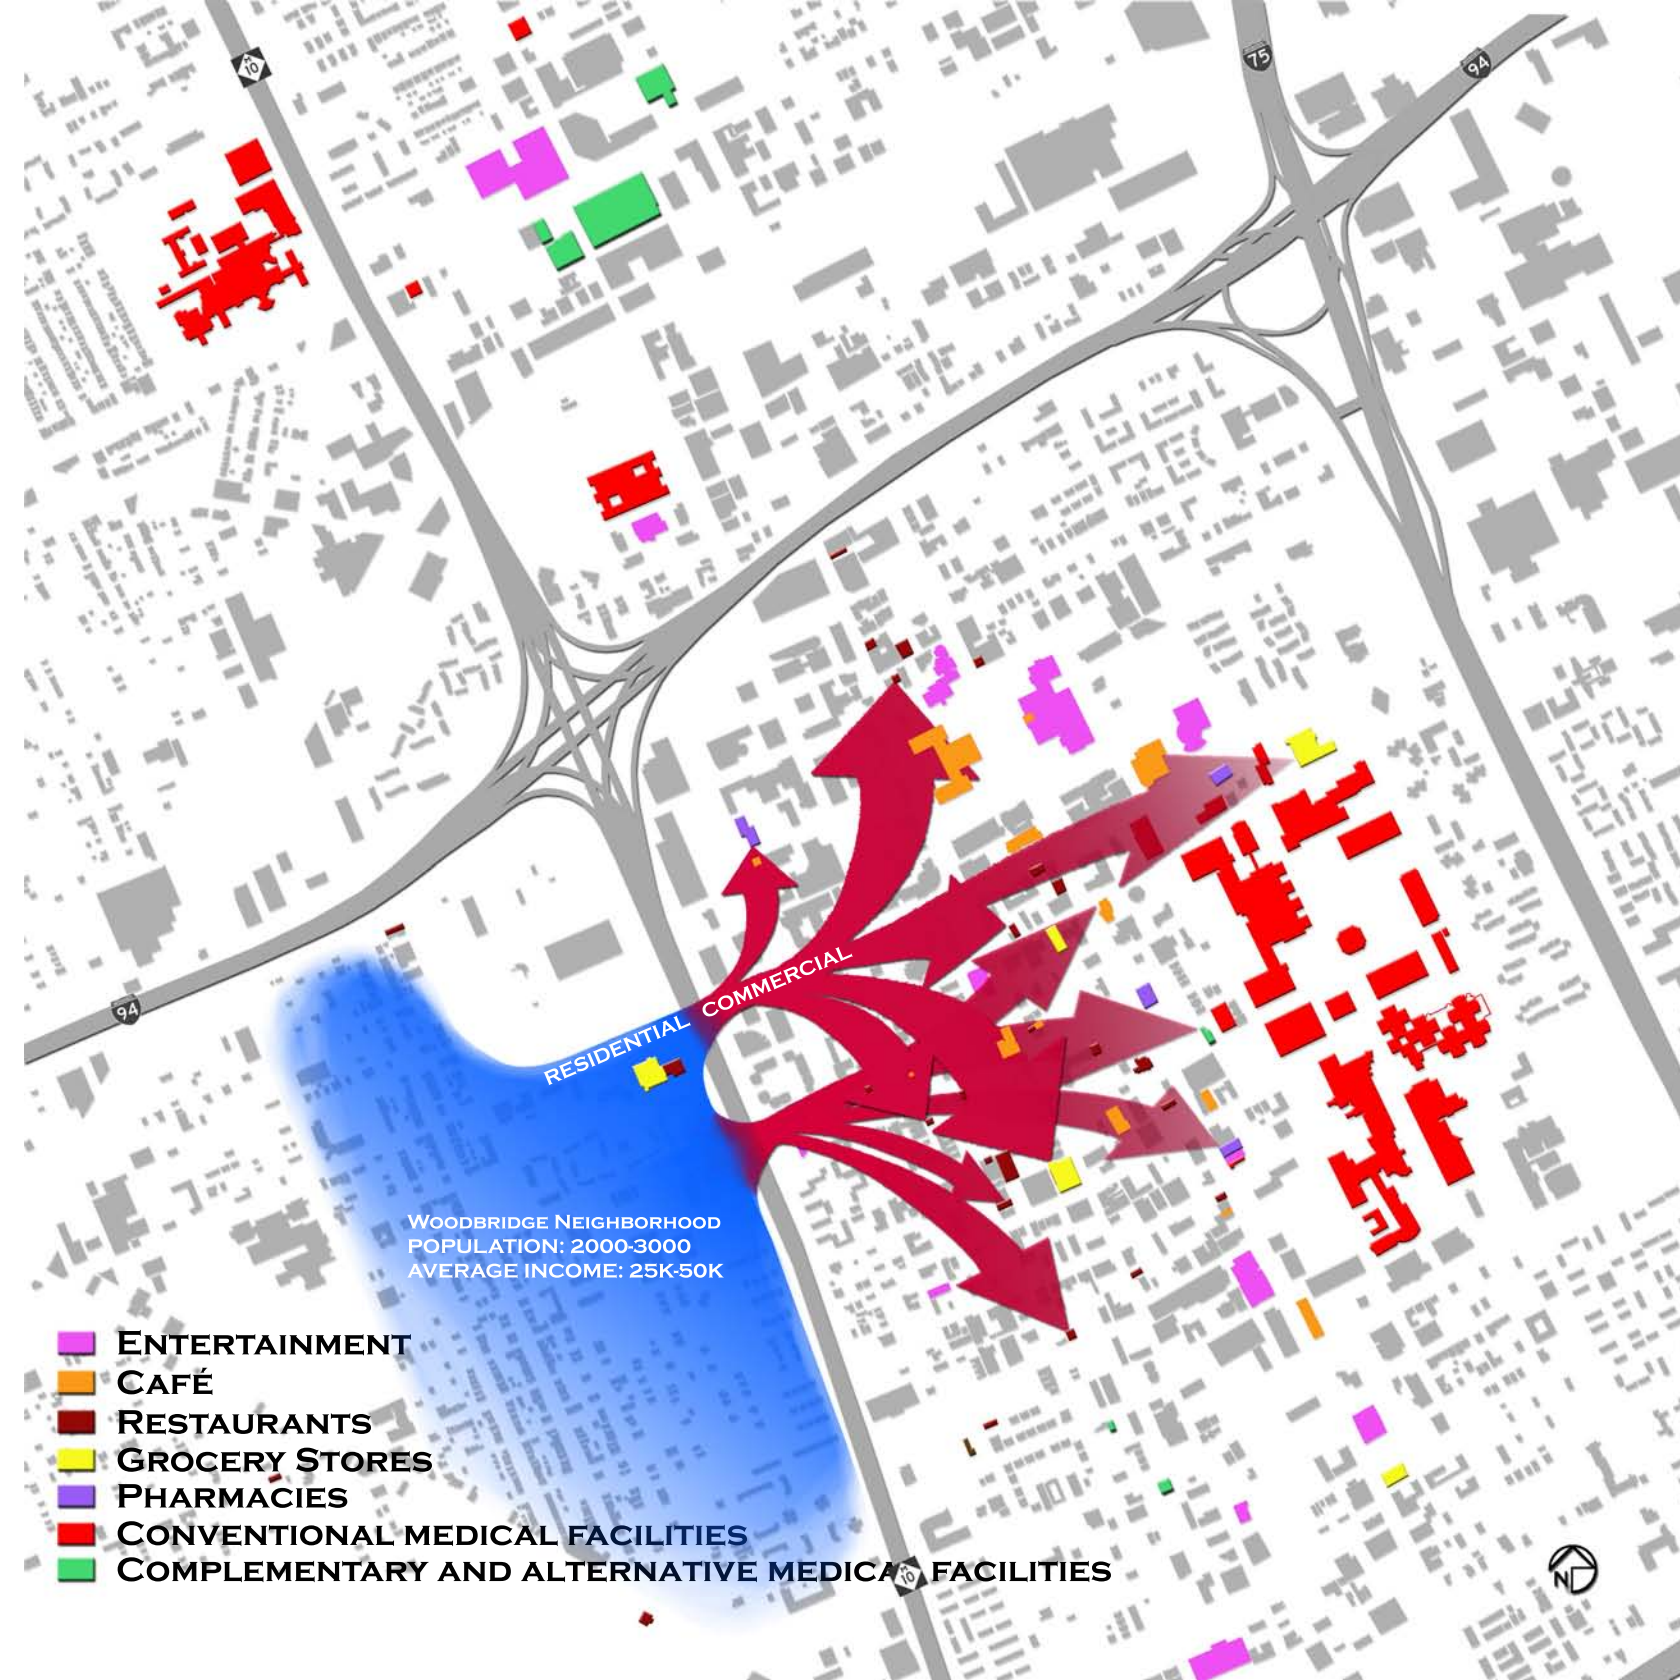 M 10
75
94
COMMERCIAL
RESIDENTIAL
94
WOODBRIDGE NEIGHBORHOOD
POPULATION: 2000-3000
AVERAGE INCOME: 25K-50K
ENTERTAINMENT
CAFÉ
RESTAURANTS
GROCERY STORES
PHARMACIES
CONVENTIONAL MEDICAL FACILITIES
COMPLEMENTARY AND ALTERNATIVE MEDICAL FACILITIES
M 10
N